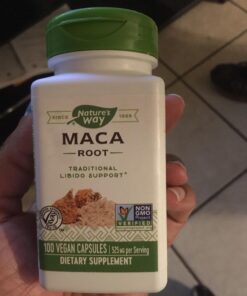 SINCE 1969
Nature's Way
MACA
ROOT
TRADITIONAL
LIBIDO SUPPORT*
NON GMO
Project
VERIFIED
100 VEGAN CAPSULES | 525 MG per Serving
DIETARY SUPPLEMENT